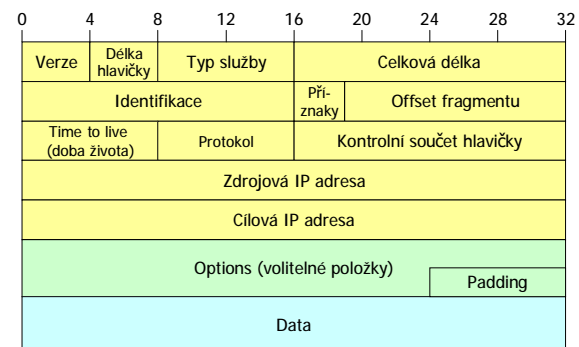 0 4 8 12 16 20 24 28 32
Verze
Délka
hlavičky
Typ služby
Celková délka
Identifikace
Pří-
znaky
Offset fragmentu
Time to live
(doba života)
Protokol
Kontrolní součet hlavičky
Zdrojová IP adresa
Cílová IP adresa
Options (volitelné položky)
Padding
Data